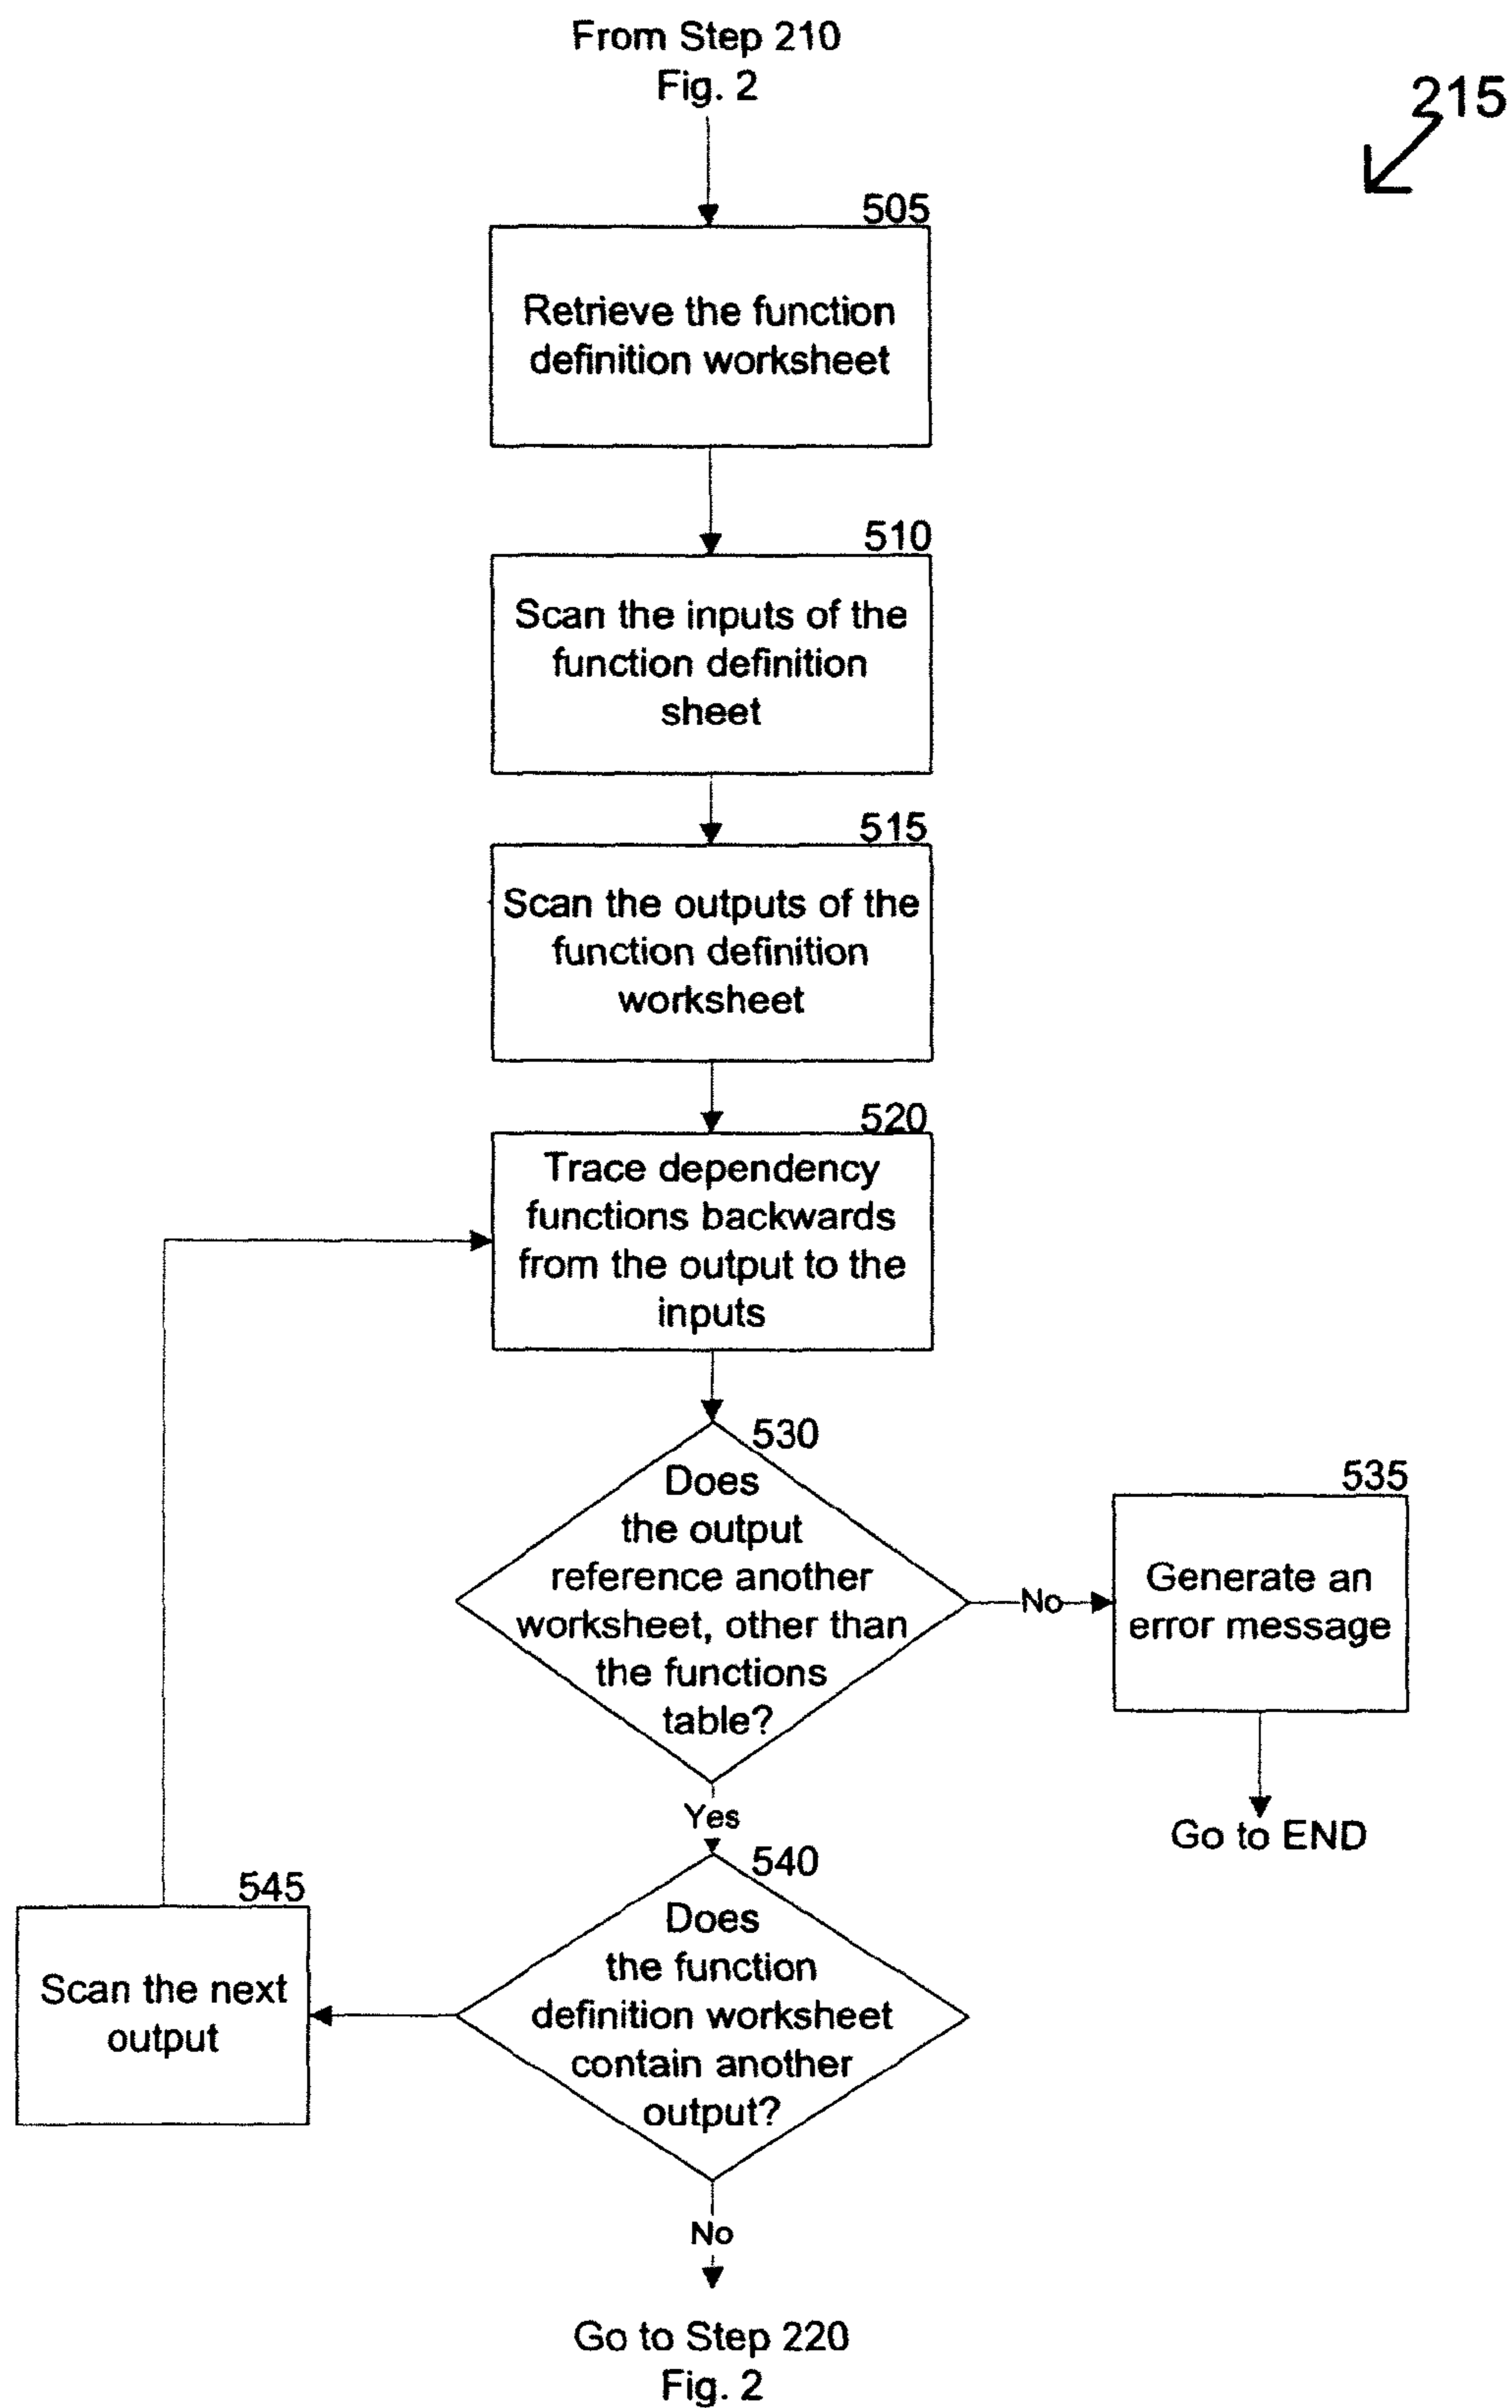 From Step 210
Fig. 2
215
505
Retrieve the function
definition worksheet
510
Scan the inputs of the
function definition
sheet
515
Scan the outputs of the
function definition
worksheet
520
Trace dependency
functions backwards
from the output to the
inputs
530
Does
the output
reference another
worksheet, other than
the functions
table?
No
535
Generate an
error message
Go to END
Yes
540
Does
the function
definition worksheet
contain another
output?
545
Scan the next
output
No
Go to Step 220
Fig. 2